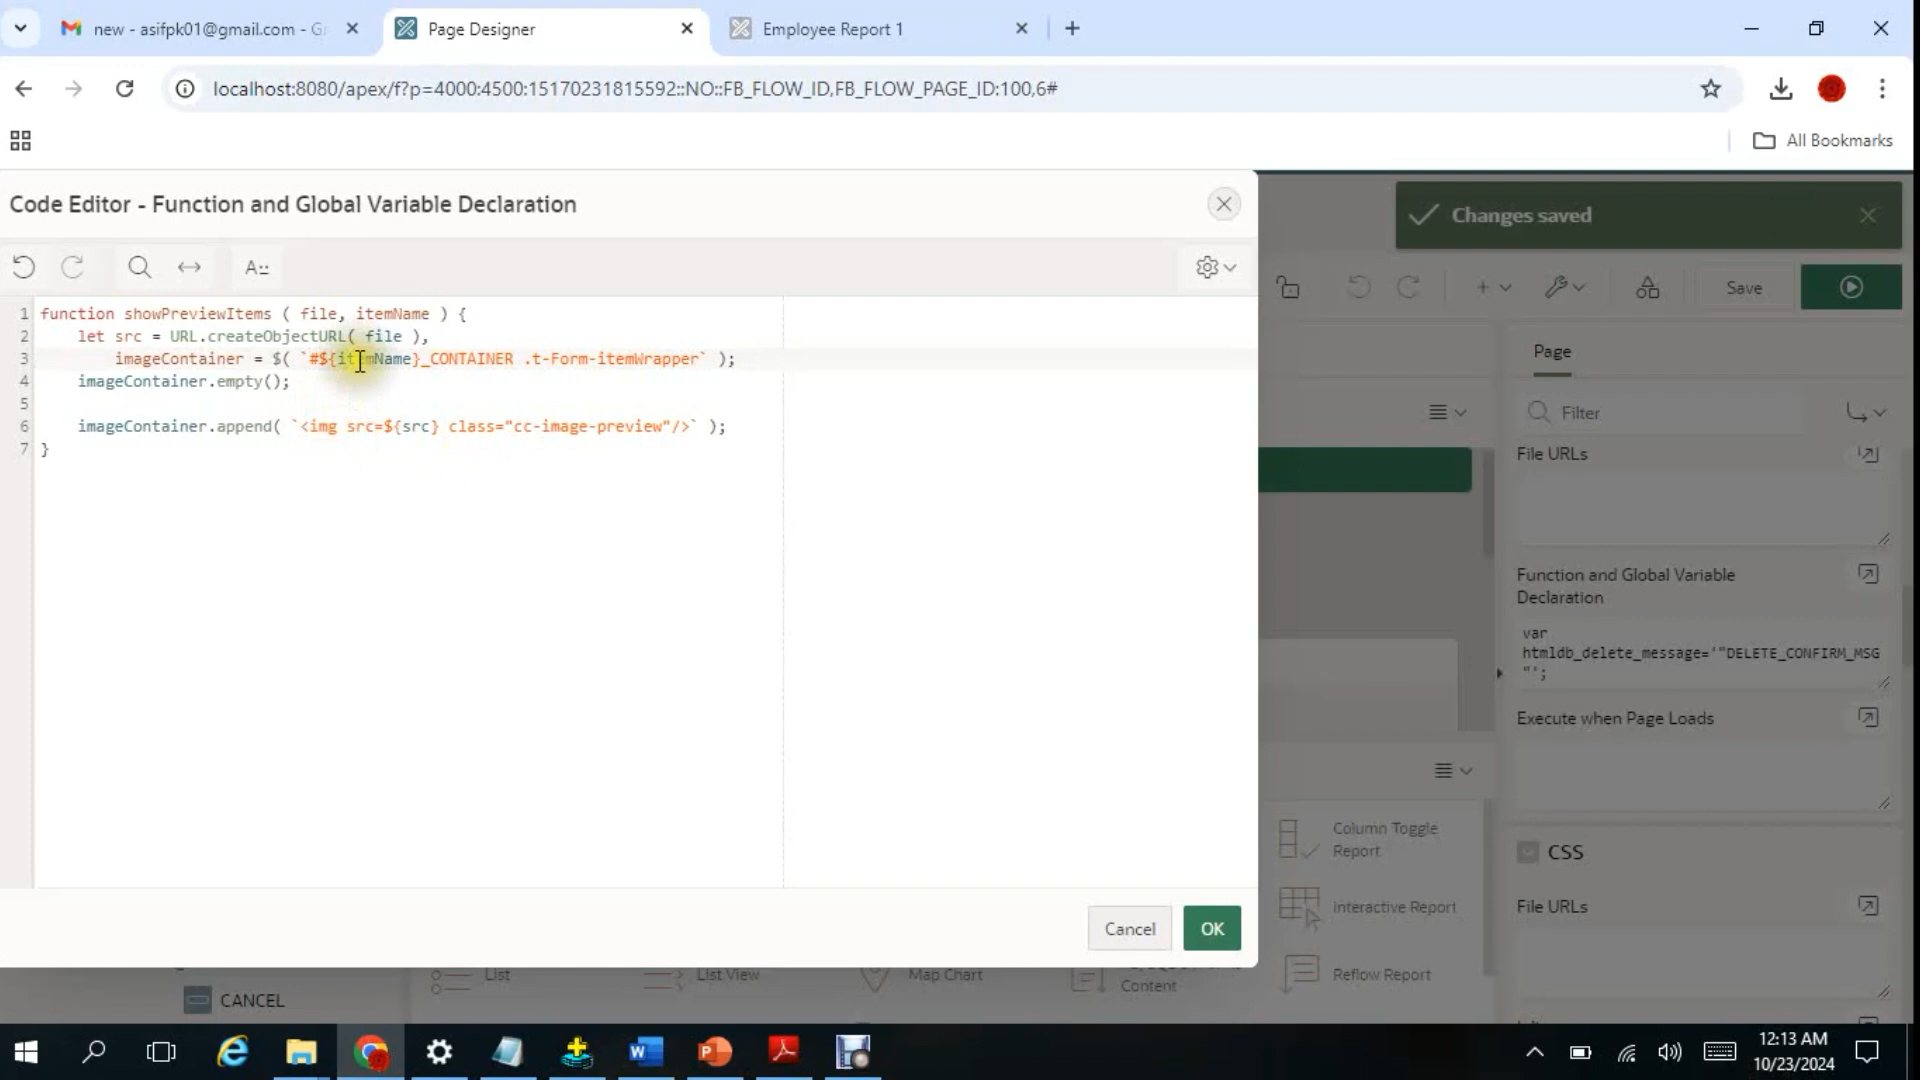 new - asifpk01@gmail.com - G
Page Designer
Employee Report 1
localhost:8080/apex/f?p=4000:4500:15170231815592::NO::FB_FLOW_ID,FB_FLOW_PAGE_ID:100,6#
All Bookmarks
Code Editor - Function and Global Variable Declaration
Changes saved
Save
1 function showPreviewItems ( file, itemName ) {
2 let src = URL.createObjectURL( file ),
3 imageContainer = $( `#${itemName}_CONTAINER .t-Form-itemWrapper` );
4 imageContainer.empty();
5
6 imageContainer.append( `<img src=${src} class="cc-image-preview"/>` );
7 }
Page
Filter
File URLs
Function and Global Variable
Declaration
var
htmldb_delete_message='"DELETE_CONFIRM_MSG
"';
Execute when Page Loads
CSS
File URLs
Cancel
OK
Column Toggle
Report
Interactive Report
Reflow Report
List
List View
Map Chart
Content
CANCEL
12:13 AM
10/23/2024